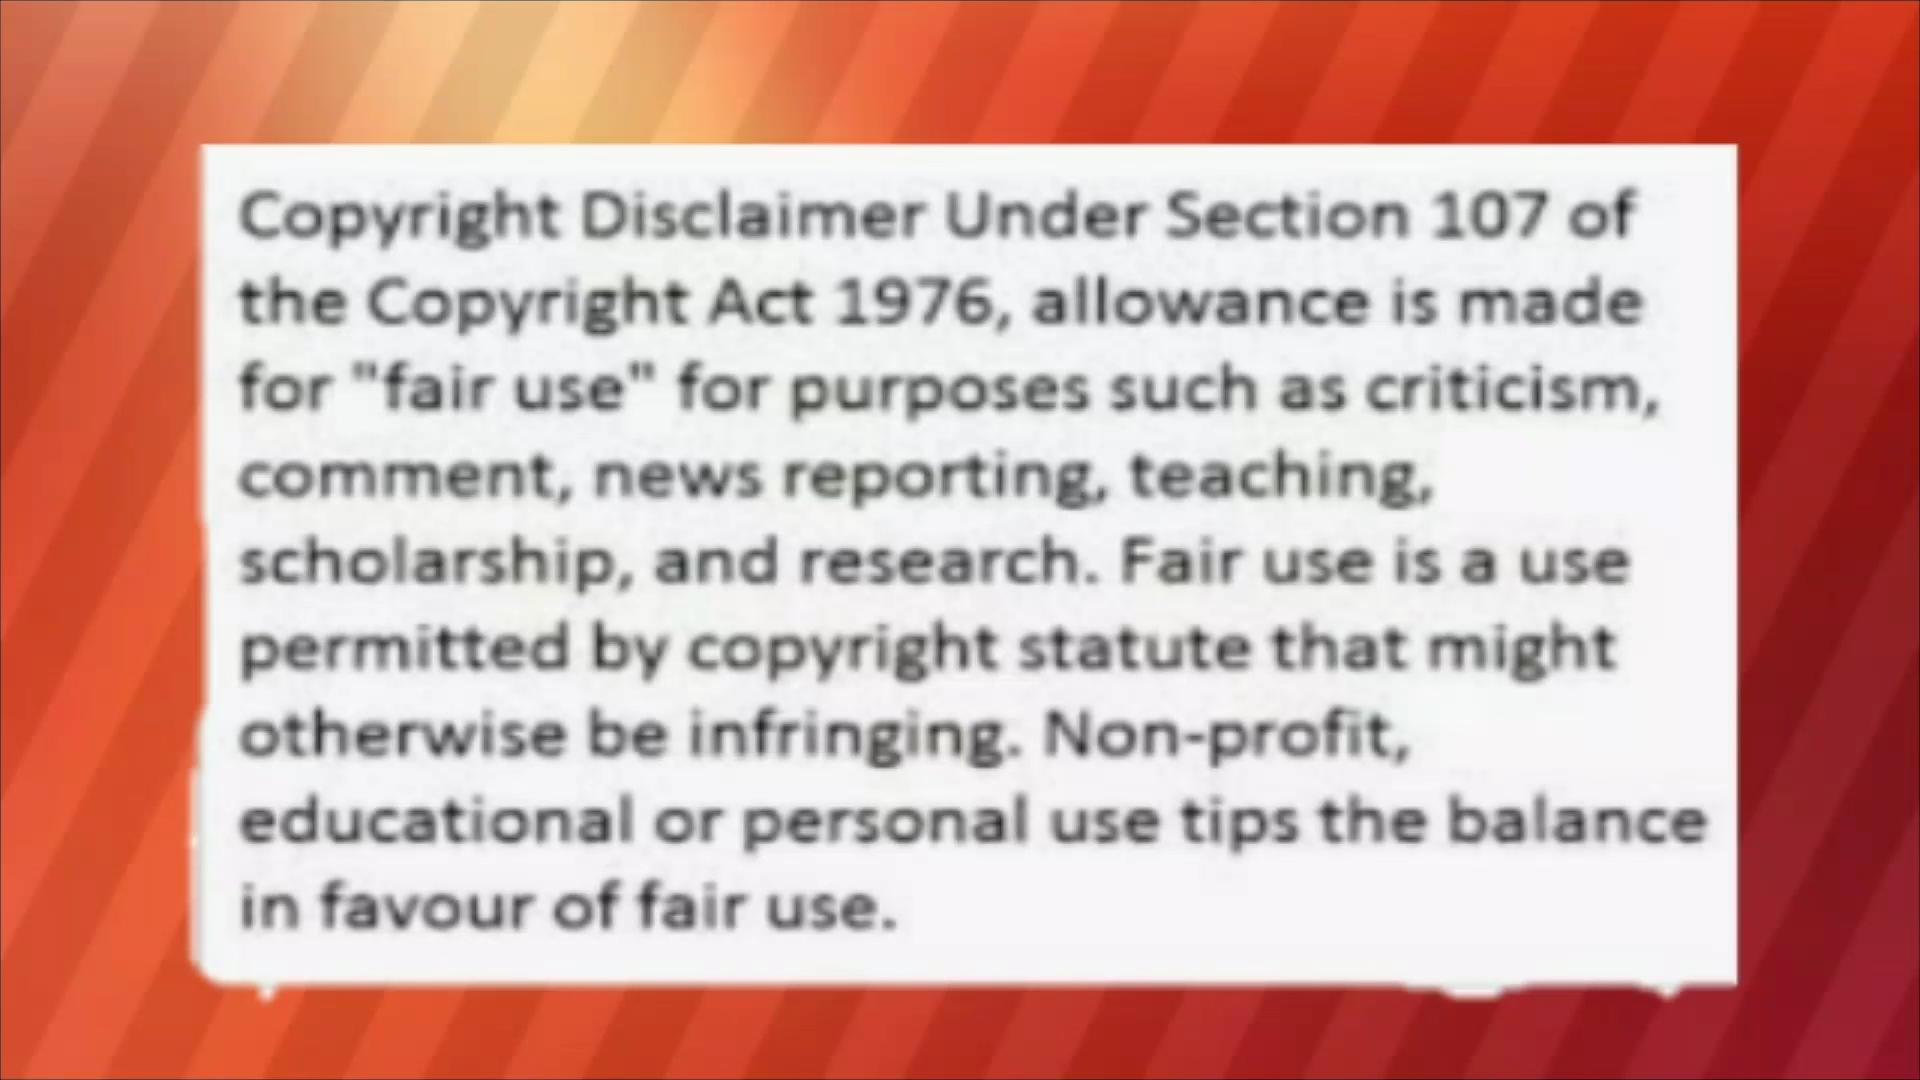 Copyright Disclaimer Under Section 107 of
the Copyright Act 1976, allowance is made
for "fair use" for purposes such as criticism,
comment, news reporting, teaching,
scholarship, and research. Fair use is a use
permitted by copyright statute that might
otherwise be infringing. Non-profit,
educational or personal use tips the balance
in favour of fair use.